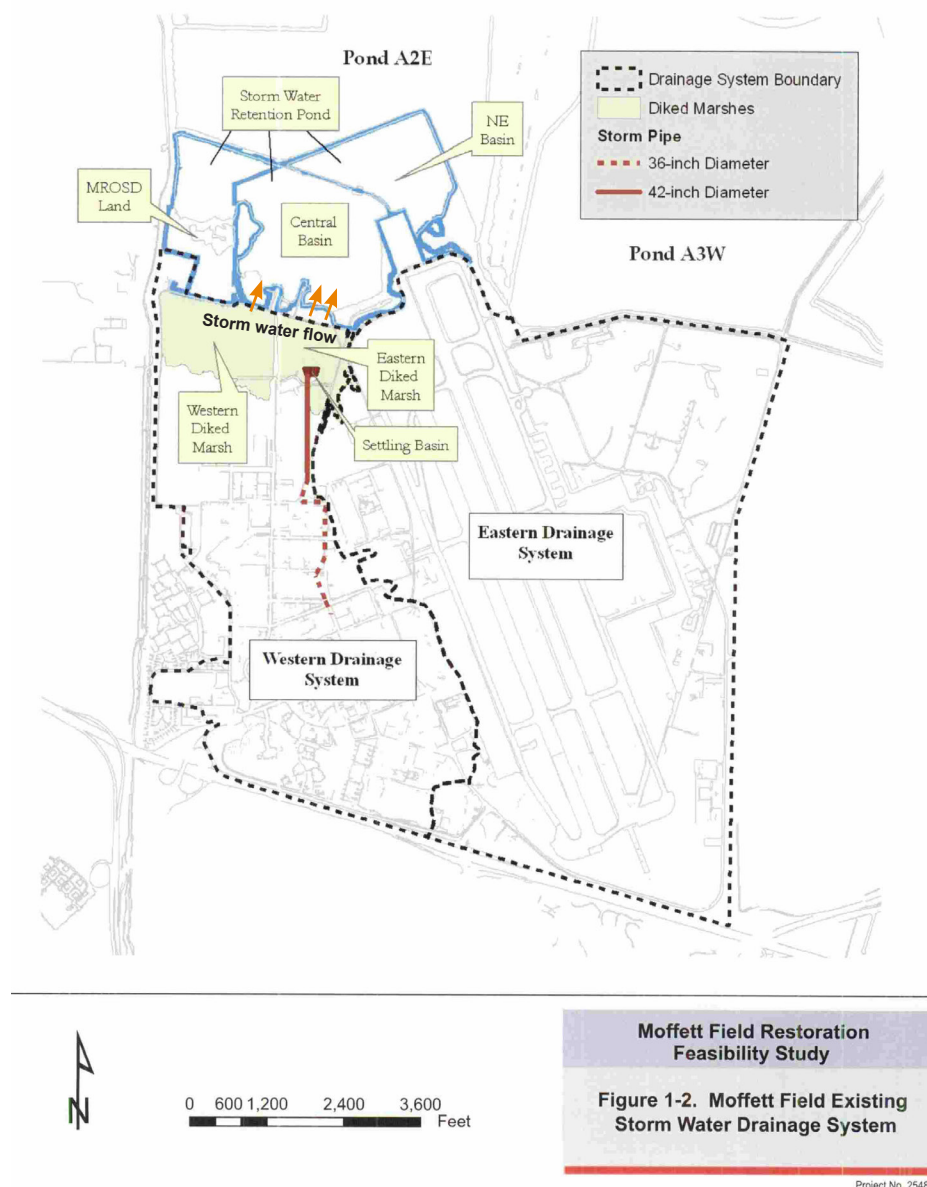 Pond A2E
Storm Water
Retention Pond
NE
Basin
MROSD
Land
Central
Basin
Drainage System Boundary
Diked Marshes
Storm Pipe
36-inch Diameter
42-inch Diameter
Pond A3W
Storm water flow
Eastern
Diked
Marsh
Western
Diked
Marsh
Settling Basin
Eastern Drainage
System
Western Drainage
System
N
0 600 1,200 2,400 3,600
Feet
Moffett Field Restoration
Feasibility Study
Figure 1-2. Moffett Field Existing
Storm Water Drainage System
Project No. 2548